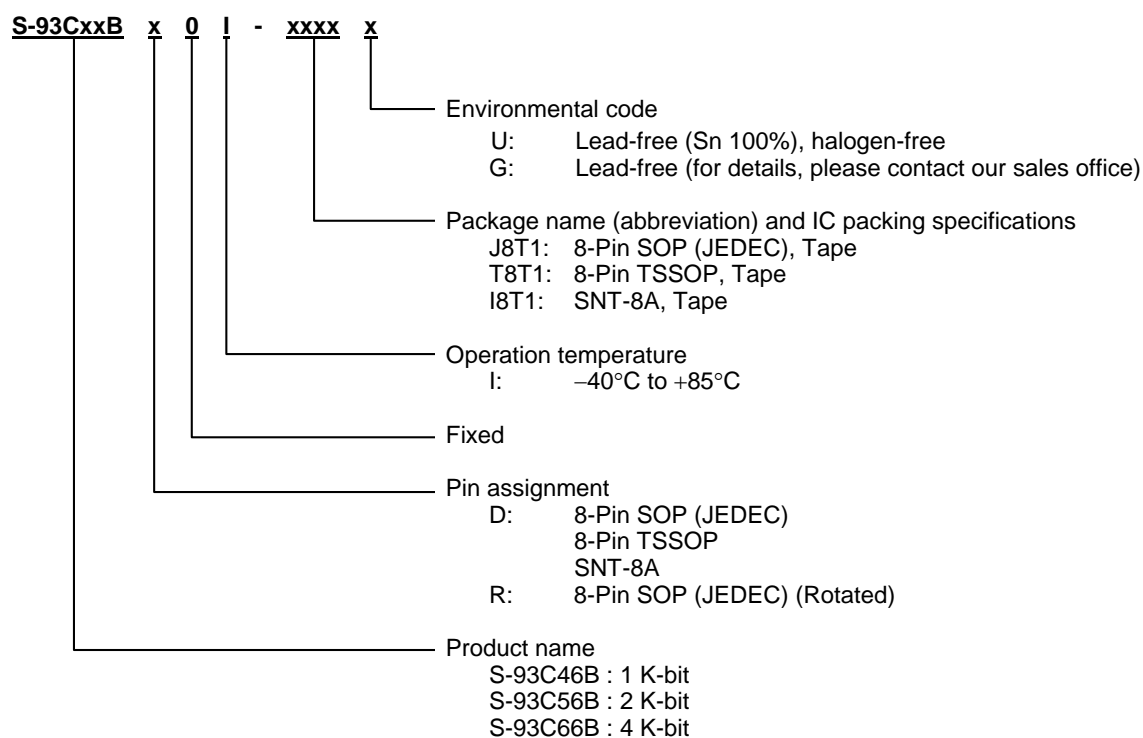 S-93CxxB x 0 I - xxxx x
Environmental code
U: Lead-free (Sn 100%), halogen-free
G: Lead-free (for details, please contact our sales office)
Package name (abbreviation) and IC packing specifications
J8T1: 8-Pin SOP (JEDEC), Tape
T8T1: 8-Pin TSSOP, Tape
I8T1: SNT-8A, Tape
Operation temperature
I: −40°C to +85°C
Fixed
Pin assignment
D: 8-Pin SOP (JEDEC)
8-Pin TSSOP
SNT-8A
R: 8-Pin SOP (JEDEC) (Rotated)
Product name
S-93C46B : 1 K-bit
S-93C56B : 2 K-bit
S-93C66B : 4 K-bit